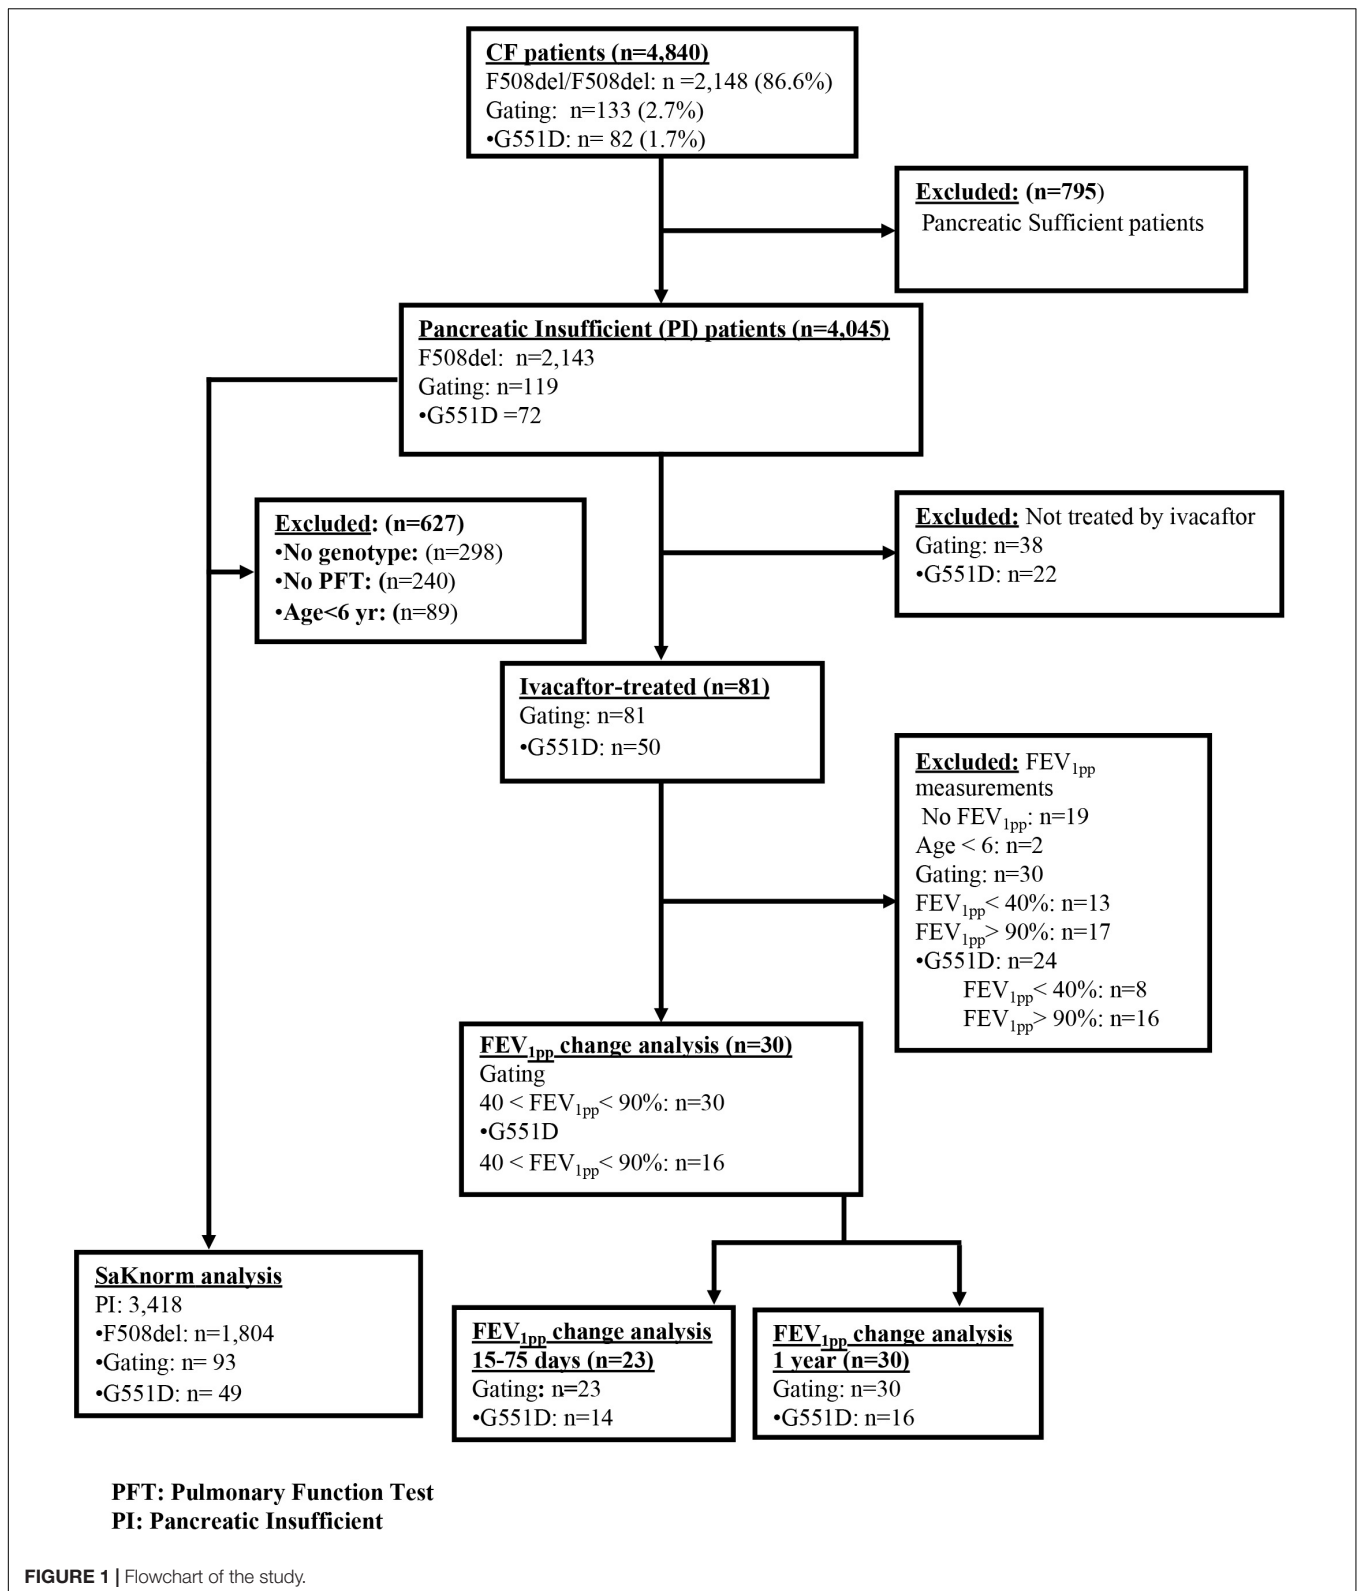 CF patients (n=4,840)
F508del/F508del: n =2,148 (86.6%)
Gating: n=133 (2.7%)
•G551D: n= 82 (1.7%)
Excluded: (n=795)
Pancreatic Sufficient patients
Pancreatic Insufficient (PI) patients (n=4,045)
F508del: n=2,143
Gating: n=119
•G551D =72
Excluded: (n=627)
•No genotype: (n=298)
•No PFT: (n=240)
•Age<6 yr: (n=89)
Excluded: Not treated by ivacaftor
Gating: n=38
•G551D: n=22
Ivacaftor-treated (n=81)
Gating: n=81
•G551D: n=50
Excluded: FEV1pp
measurements
No FEV1pp: n=19
Age < 6: n=2
Gating: n=30
FEV1pp< 40%: n=13
FEV1pp> 90%: n=17
•G551D: n=24
FEV1pp< 40%: n=8
FEV1pp> 90%: n=16
FEV1pp change analysis (n=30)
Gating
40 < FEV1pp< 90%: n=30
•G551D
40 < FEV1pp< 90%: n=16
SaKnorm analysis
PI: 3,418
•F508del: n=1,804
•Gating: n= 93
•G551D: n= 49
FEV1pp change analysis
15-75 days (n=23)
Gating: n=23
•G551D: n=14
FEV1pp change analysis
1 year (n=30)
Gating: n=30
•G551D: n=16
PFT: Pulmonary Function Test
PI: Pancreatic Insufficient
FIGURE 1 | Flowchart of the study.